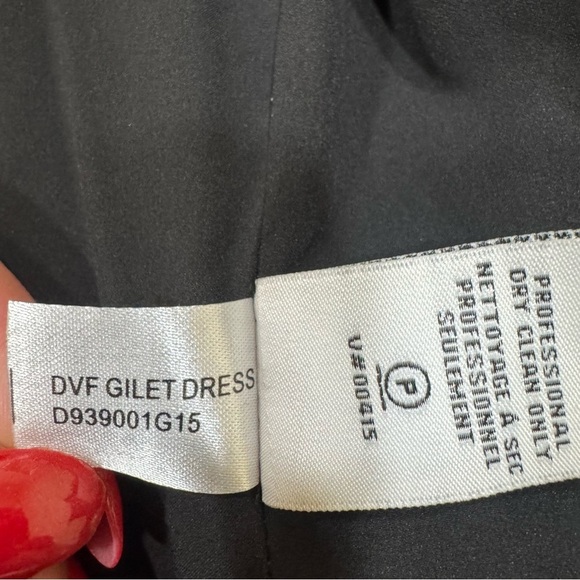 DVF GILET DRESS
D939001G15
PROFESSIONAL
DRY CLEAN ONLY
NETTOYAGE A SEC
PROFESSIONNEL
SEULEMENT
P
V#00415